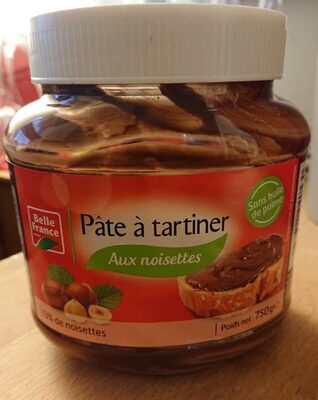 Belle
France
Pâte à tartiner
Aux noisettes
Sans huile
de palme
13% de noisettes
Poids net : 750g